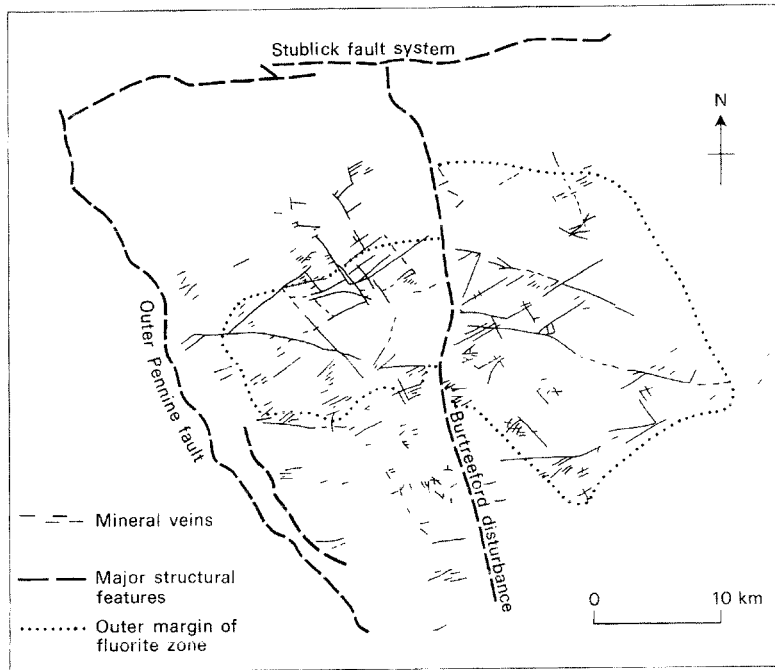 Stublick fault system
N
Outer Pennine fault
Burtreeford disturbance
Mineral veins
Major structural
features
Outer margin of
fluorite zone
0 10 km